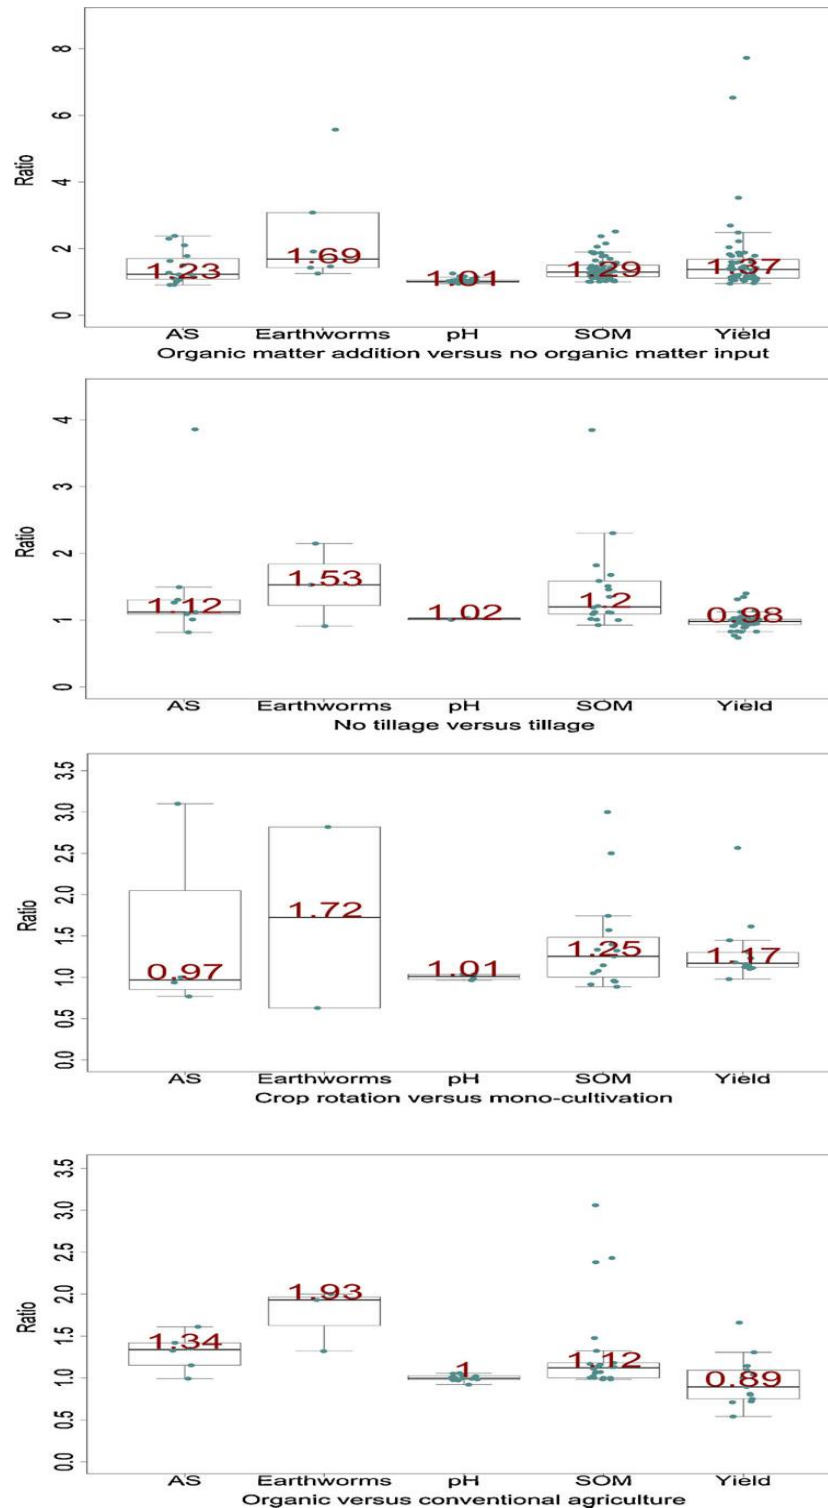 8
6
4
2
0
Ratio
1.23 1.69 1.01 1.29 1.37
AS Earthworms pH SOM Yield
Organic matter addition versus no organic matter input
4
3
2
1
0
Ratio
1.12 1.53 1.02 1.2 0.98
AS Earthworms pH SOM Yield
No tillage versus tillage
3.5
3.0
2.5
2.0
1.5
1.0
0.5
0.0
Ratio
0.97 1.72 1.01 1.25 1.17
AS Earthworms pH SOM Yield
Crop rotation versus mono-cultivation
3.5
3.0
2.5
2.0
1.5
1.0
0.5
0.0
Ratio
1.34 1.93 1 1.12 0.89
AS Earthworms pH SOM Yield
Organic versus conventional agriculture